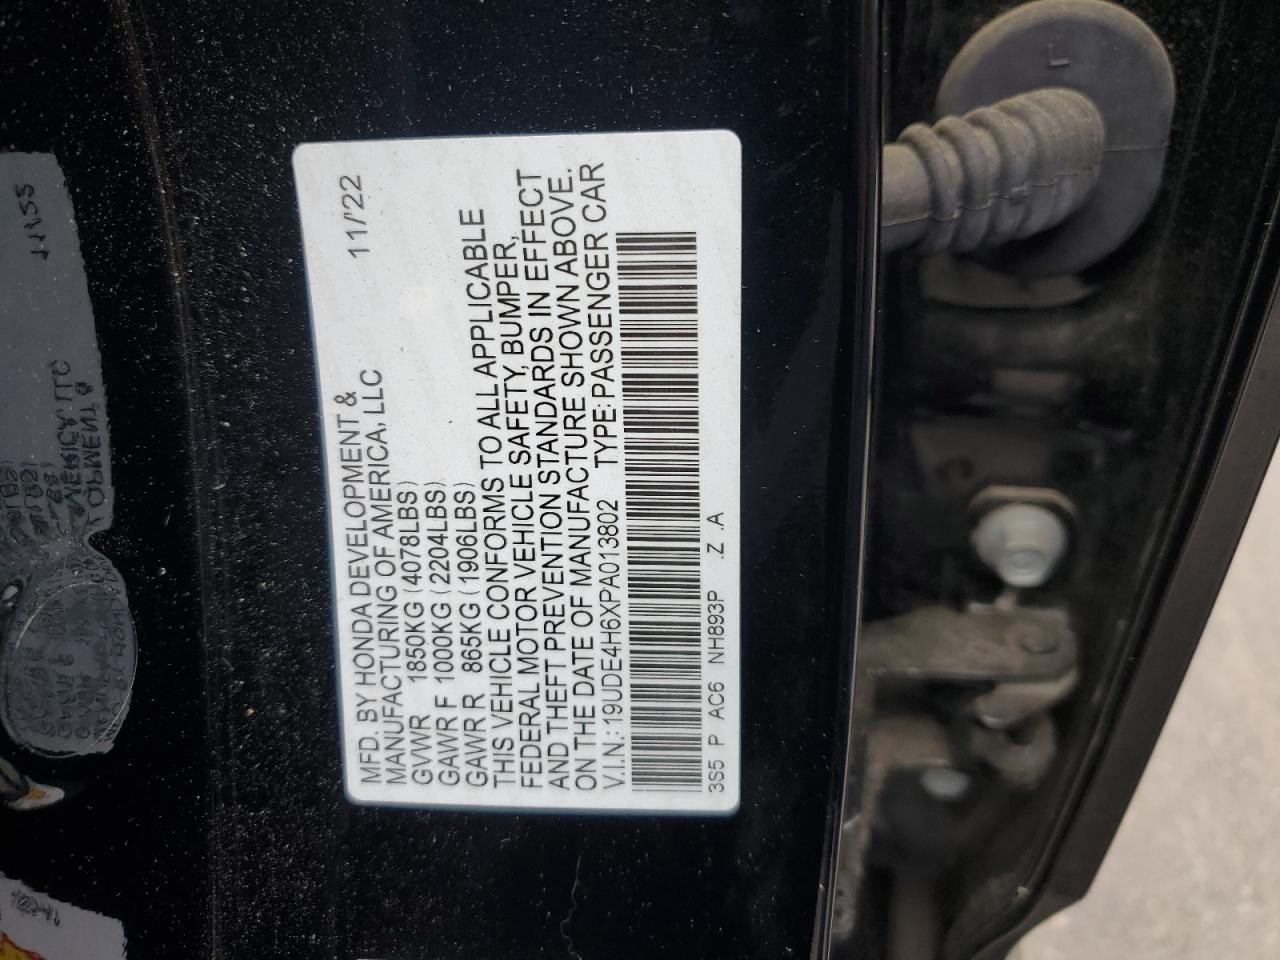 MFD. BY HONDA DEVELOPMENT &
MANUFACTURING OF AMERICA, LLC 11/'22
GVWR 1850KG (4078LBS)
GAWR F 1000KG (2204LBS)
GAWR R 865KG (1906LBS)
THIS VEHICLE CONFORMS TO ALL APPLICABLE
FEDERAL MOTOR VEHICLE SAFETY, BUMPER,
AND THEFT PREVENTION STANDARDS IN EFFECT
ON THE DATE OF MANUFACTURE SHOWN ABOVE.
V.I.N.: 19UDE4H6XPA013802 TYPE: PASSENGER CAR
3S5 P AC6 NH893P .Z .A
L